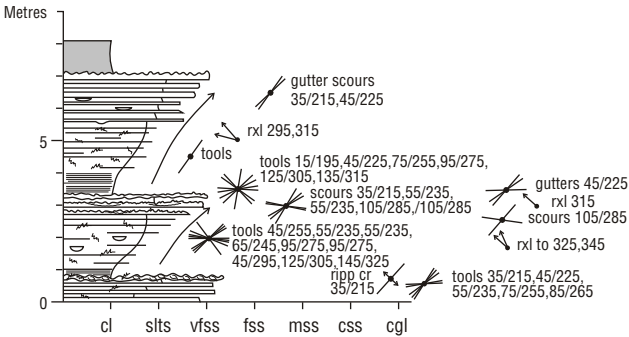 Metres
gutter scours
35/215,45/225
rxl 295,315
5
tools
tools 15/195,45/225,75/255,95/275,
125/305,135/315
scours 35/215,55/235,
55/235,105/285,/105/285
gutters 45/225
rxl 315
scours 105/285
rxl to 325,345
tools 45/255,55/235,55/235,
65/245,95/275,95/275,
45/295,125/305,145/325
ripp cr
35/215
tools 35/215,45/225,
55/235,75/255,85/265
0
cl slts vfss fss mss css cgl